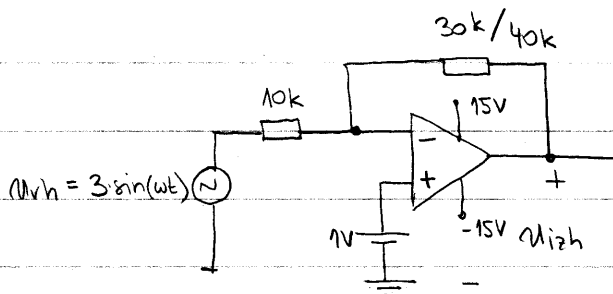 30k/40k
10k
15V
-
+
uvh = 3·sin(ωt)
~
+
1V
-15V
uizh
-